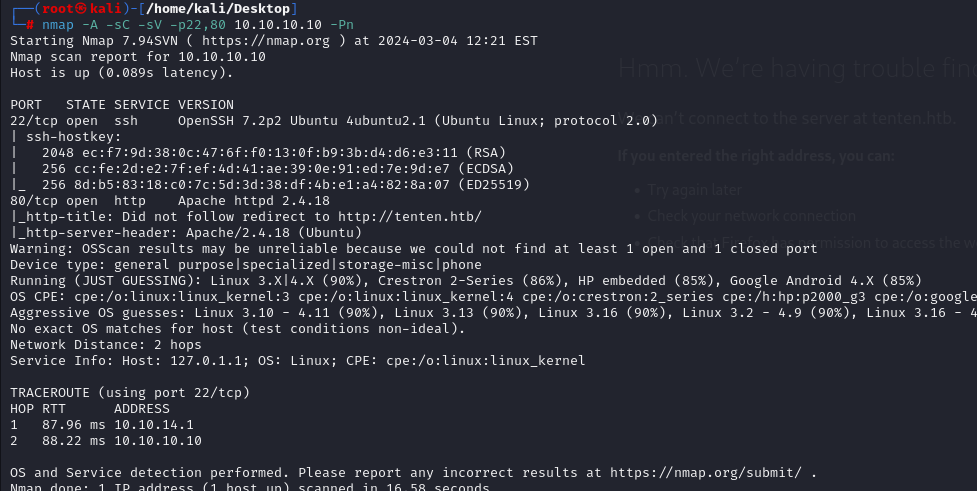 ┌──(root㉿kali)-[/home/kali/Desktop]
└─# nmap -A -sC -sV -p22,80 10.10.10.10 -Pn
Starting Nmap 7.94SVN ( https://nmap.org ) at 2024-03-04 12:21 EST
Nmap scan report for 10.10.10.10
Host is up (0.089s latency).
Hmm. We're having trouble find
PORT   STATE SERVICE VERSION
22/tcp open  ssh     OpenSSH 7.2p2 Ubuntu 4ubuntu2.1 (Ubuntu Linux; protocol 2.0)
can't connect to the server at tenten.htb.
| ssh-hostkey:
|   2048 ec:f7:9d:38:0c:47:6f:f0:13:0f:b9:3b:d4:d6:e3:11 (RSA)
If you entered the right address, you can:
|   256 cc:fe:2d:e2:7f:ef:4d:41:ae:39:0e:91:ed:7e:9d:e7 (ECDSA)
|_  256 8d:b5:83:18:c0:7c:5d:3d:38:df:4b:e1:a4:82:8a:07 (ED25519)
Try again later
80/tcp open  http    Apache httpd 2.4.18
|_http-title: Did not follow redirect to http://tenten.htb/
Check your network connection
|_http-server-header: Apache/2.4.18 (Ubuntu)
Check that Firefox has permission to access the w
Warning: OSScan results may be unreliable because we could not find at least 1 open and 1 closed port
Device type: general purpose|specialized|storage-misc|phone
Running (JUST GUESSING): Linux 3.X|4.X (90%), Crestron 2-Series (86%), HP embedded (85%), Google Android 4.X (85%)
OS CPE: cpe:/o:linux:linux_kernel:3 cpe:/o:linux:linux_kernel:4 cpe:/o:crestron:2_series cpe:/h:hp:p2000_g3 cpe:/o:google
Aggressive OS guesses: Linux 3.10 - 4.11 (90%), Linux 3.13 (90%), Linux 3.16 (90%), Linux 3.2 - 4.9 (90%), Linux 3.16 - 4
No exact OS matches for host (test conditions non-ideal).
Network Distance: 2 hops
Service Info: Host: 127.0.1.1; OS: Linux; CPE: cpe:/o:linux:linux_kernel
TRACEROUTE (using port 22/tcp)
HOP RTT      ADDRESS
1   87.96 ms 10.10.14.1
2   88.22 ms 10.10.10.10
OS and Service detection performed. Please report any incorrect results at https://nmap.org/submit/ .
Nmap done: 1 IP address (1 host up) scanned in 16.58 seconds